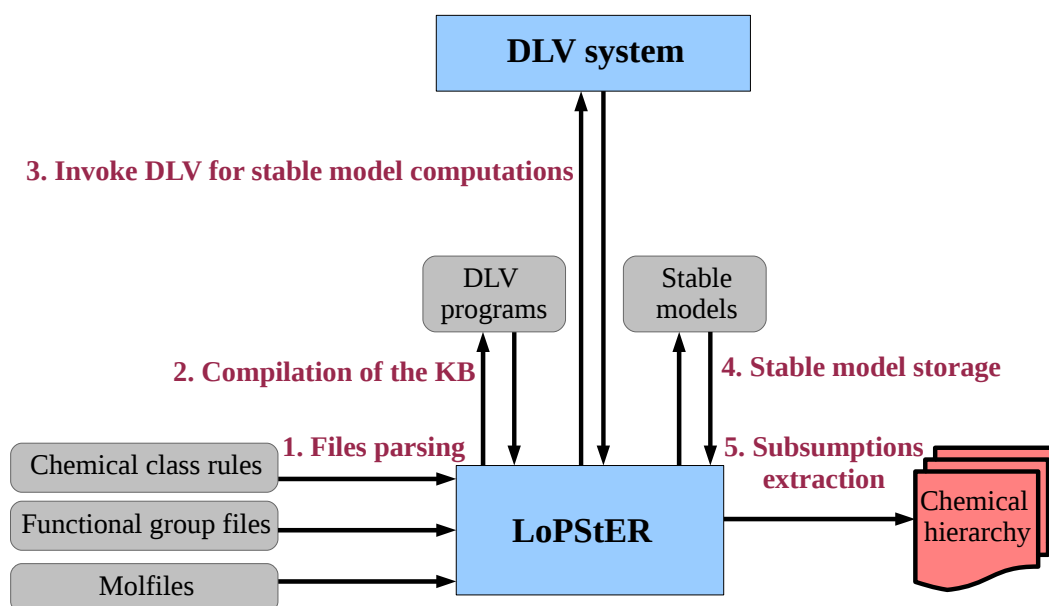 DLV system
3. Invoke DLV for stable model computations
DLV
programs
Stable
models
2. Compilation of the KB
4. Stable model storage
1. Files parsing
5. Subsumptions
extraction
Chemical class rules
Functional group files
Molfiles
LoPStER
Chemical
hierarchy